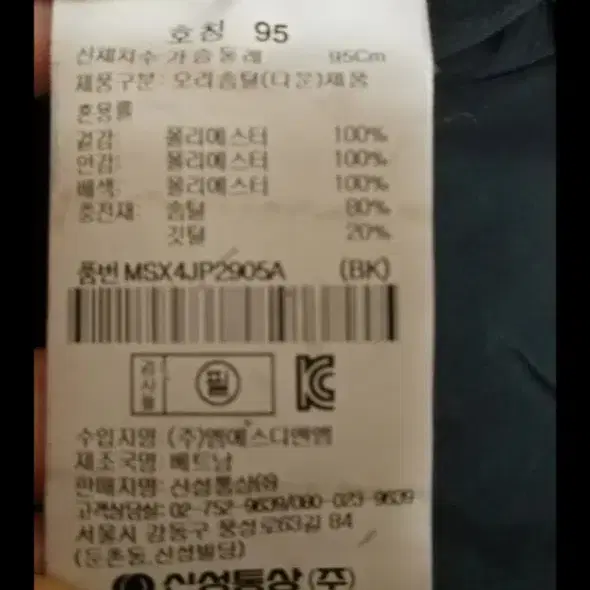 호칭 95
신체치수 가슴둘레 95Cm
제품구분: 오리솜털(다운)제품
혼용률
겉감: 폴리에스터 100%
안감: 폴리에스터 100%
배색: 폴리에스터 100%
충전재: 솜털 80%
깃털 20%
품번 MSX4JP2905A (BK)
검사필 필
수입자명 (주)엠에스디앤엠
제조국명 베트남
판매자명: 신성통상㈜
고객상담실: 02-752-9639/080-023-9639
서울시 강동구 풍성로63길 84
(둔촌동,신성빌딩)
신성통상(주)